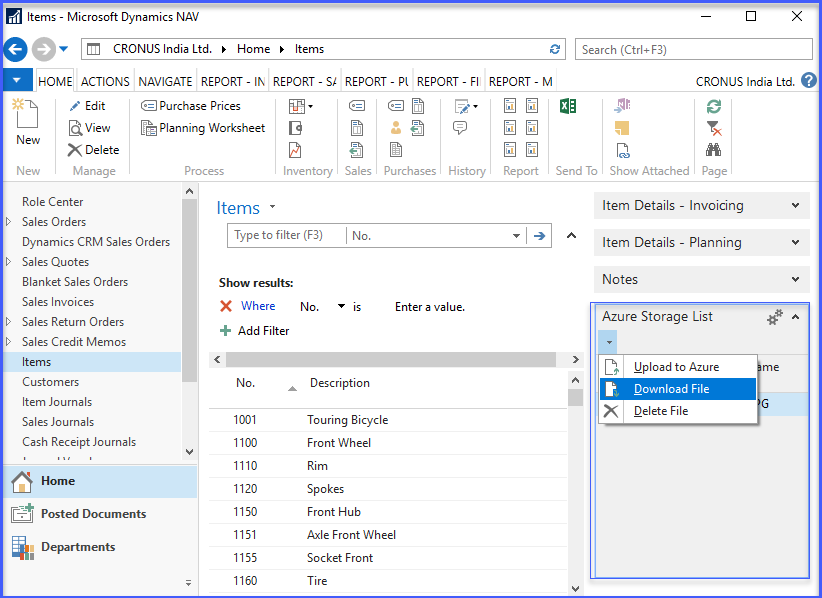 Items - Microsoft Dynamics NAV
CRONUS India Ltd. Home Items
Search (Ctrl+F3)
HOME ACTIONS NAVIGATE REPORT - IN REPORT - SA REPORT - PU REPORT - FI REPORT - M CRONUS India Ltd. ?
New
New
Edit
View
Delete
Manage
Purchase Prices
Planning Worksheet
Process
Inventory
Sales
Purchases
History
Report
Send To
Show Attached
Page
Role Center
Sales Orders
Dynamics CRM Sales Orders
Sales Quotes
Blanket Sales Orders
Sales Invoices
Sales Return Orders
Sales Credit Memos
Items
Customers
Item Journals
Sales Journals
Cash Receipt Journals
Home
Posted Documents
Departments
Items
Type to filter (F3) No.
Show results:
Where No. is Enter a value.
Add Filter
No. Description
1001 Touring Bicycle
1100 Front Wheel
1110 Rim
1120 Spokes
1150 Front Hub
1151 Axle Front Wheel
1155 Socket Front
1160 Tire
Item Details - Invoicing
Item Details - Planning
Notes
Azure Storage List
Upload to Azure
Download File
Delete File
ame
PG